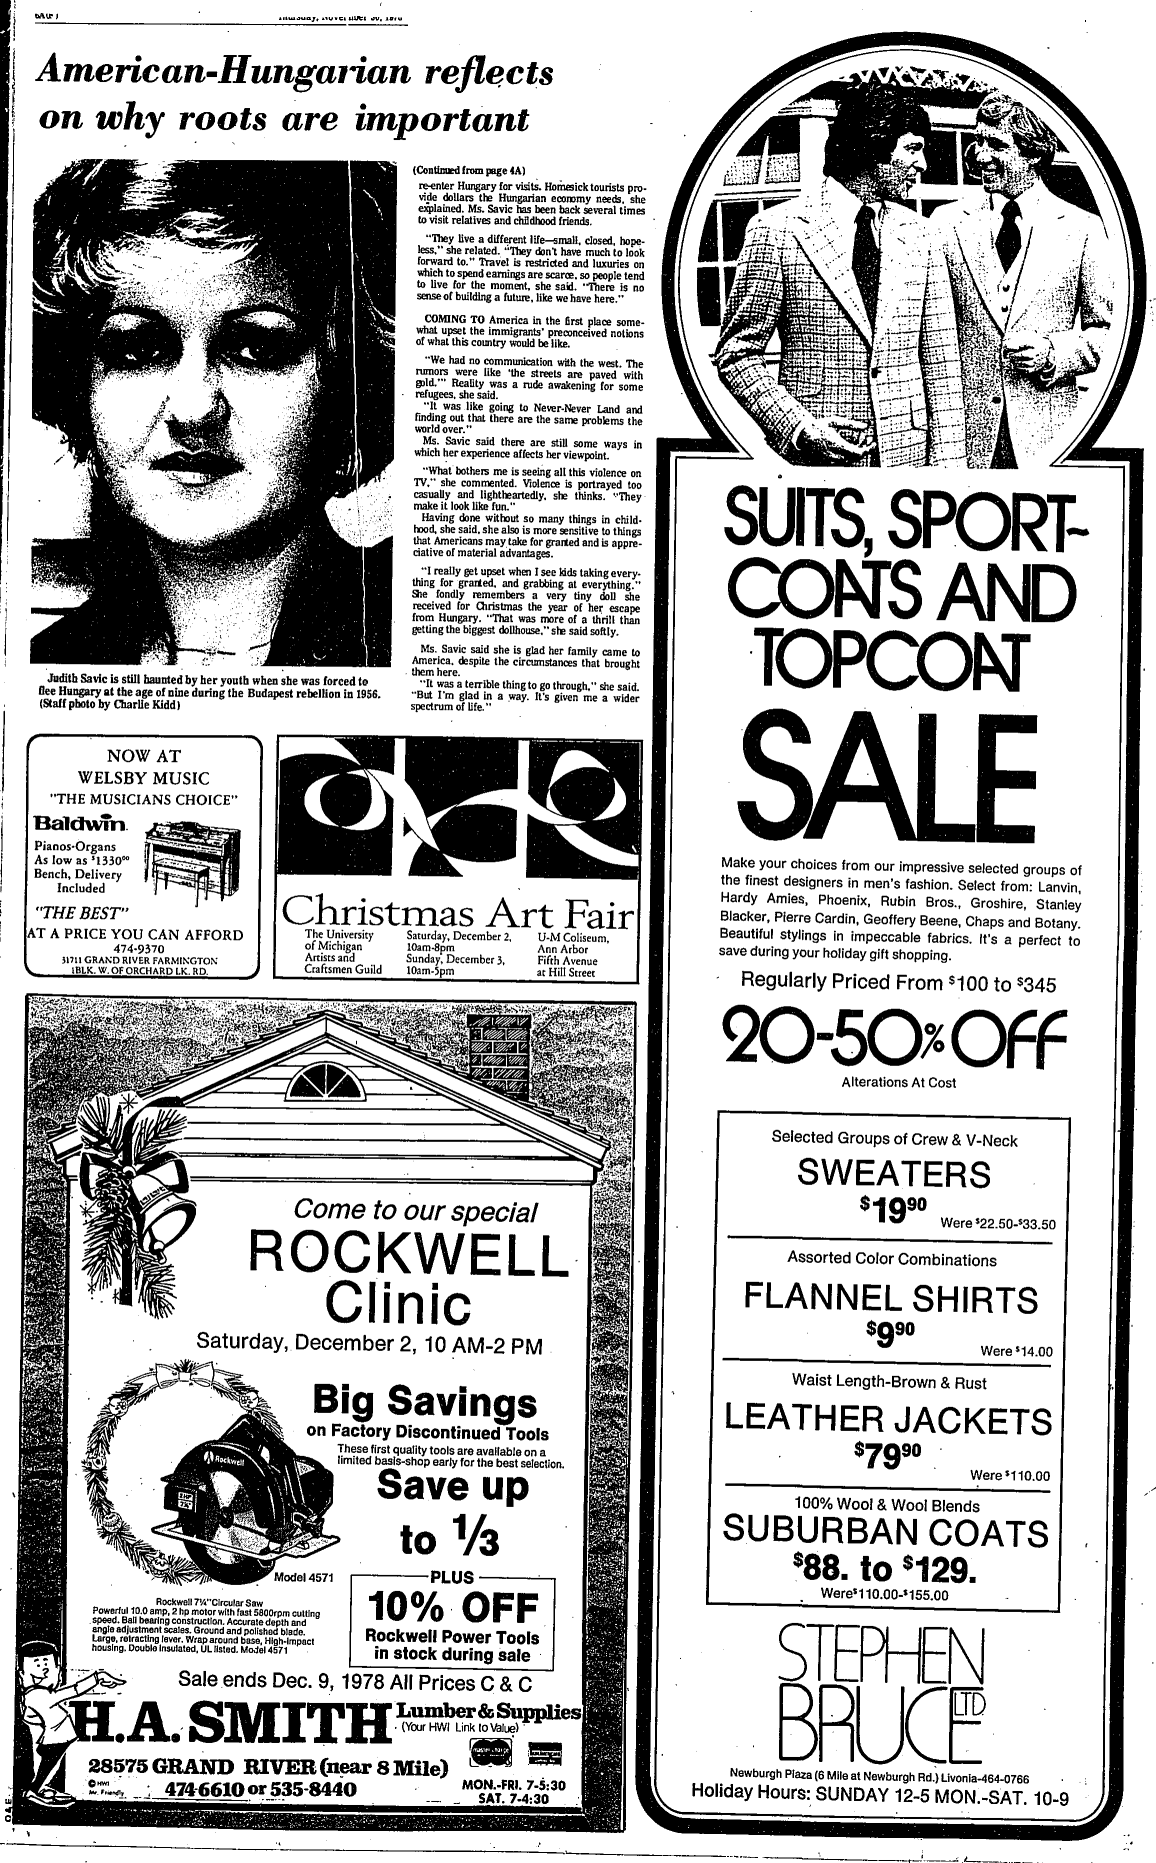 Thursday, November 30, 1978
American-Hungarian reflects
on why roots are important
Judith Savic is still haunted by her youth when she was forced to
flee Hungary at the age of nine during the Budapest rebellion in 1956.
(Staff photo by Charlie Kidd)
(Continued from page 4A)
re-enter Hungary for visits. Homesick tourists pro-
vide dollars the Hungarian economy needs, she
explained. Ms. Savic has been back several times
to visit relatives and childhood friends.
"They live a different life—small, closed, hope-
less," she related. "They don't have much to look
forward to." Travel is restricted and luxuries on
which to spend earnings are scarce, so people tend
to live for the moment, she said. "There is no
sense of building a future, like we have here."
COMING TO America in the first place some-
what upset the immigrants' preconceived notions
of what this country would be like.
"We had no communication with the west. The
rumors were like 'the streets are paved with
gold.'" Reality was a rude awakening for some
refugees, she said.
"It was like going to Never-Never Land and
finding out that there are the same problems the
world over."
Ms. Savic said there are still some ways in
which her experience affects her viewpoint.
"What bothers me is seeing all this violence on
TV," she commented. Violence is portrayed too
casually and lightheartedly, she thinks. "They
make it look like fun."
Having done without so many things in child-
hood, she said, she also is more sensitive to things
that Americans may take for granted and is appre-
ciative of material advantages.
"I really get upset when I see kids taking every-
thing for granted, and grabbing at everything."
She fondly remembers a very tiny doll she
received for Christmas the year of her escape
from Hungary. "That was more of a thrill than
getting the biggest dollhouse," she said softly.
Ms. Savic said she is glad her family came to
America, despite the circumstances that brought
them here.
"It was a terrible thing to go through," she said.
"But I'm glad in a way. It's given me a wider
spectrum of life."
NOW AT
WELSBY MUSIC
"THE MUSICIANS CHOICE"
Baldwin
Pianos-Organs
As low as $1330⁰⁰
Bench, Delivery
Included
"THE BEST"
AT A PRICE YOU CAN AFFORD
474-9370
31711 GRAND RIVER FARMINGTON
1BLK. W. OF ORCHARD LK. RD.
Christmas Art Fair
The University
of Michigan
Artists and
Craftsmen Guild
Saturday, December 2,
10am-8pm
Sunday, December 3,
10am-5pm
U-M Coliseum,
Ann Arbor
Fifth Avenue
at Hill Street
Come to our special
ROCKWELL
Clinic
Saturday, December 2, 10 AM-2 PM
Big Savings
on Factory Discontinued Tools
These first quality tools are available on a
limited basis-shop early for the best selection.
Save up
to 1/3
Rockwell
Model 4571
PLUS
10% OFF
Rockwell Power Tools
in stock during sale
Rockwell 7¼" Circular Saw
Powerful 10.0 amp, 2 hp motor with fast 5800rpm cutting
speed. Ball bearing construction. Accurate depth and
angle adjustment scales. Ground and polished blade.
Large, retracting lever. Wrap around base, High-impact
housing. Double insulated, UL listed. Model 4571
Sale ends Dec. 9, 1978 All Prices C & C
H.A. SMITH Lumber & Supplies
(Your HWI Link to Value)
28575 GRAND RIVER (near 8 Mile)
474-6610 or 535-8440
© HWI
Mr. Friendly
master charge
MON.-FRI. 7-5:30
SAT. 7-4:30
SUITS, SPORT-
COATS AND
TOPCOAT
SALE
Make your choices from our impressive selected groups of
the finest designers in men's fashion. Select from: Lanvin,
Hardy Amies, Phoenix, Rubin Bros., Groshire, Stanley
Blacker, Pierre Cardin, Geoffery Beene, Chaps and Botany.
Beautiful stylings in impeccable fabrics. It's a perfect to
save during your holiday gift shopping.
Regularly Priced From $100 to $345
20-50% OFF
Alterations At Cost
Selected Groups of Crew & V-Neck
SWEATERS
$19⁹⁰
Were $22.50-$33.50
Assorted Color Combinations
FLANNEL SHIRTS
$9⁹⁰
Were $14.00
Waist Length-Brown & Rust
LEATHER JACKETS
$79⁹⁰
Were $110.00
100% Wool & Wool Blends
SUBURBAN COATS
$88. to $129.
Were $110.00-$155.00
STEPHEN
BRUCE LTD
Newburgh Plaza (6 Mile at Newburgh Rd.) Livonia-464-0766
Holiday Hours: SUNDAY 12-5 MON.-SAT. 10-9